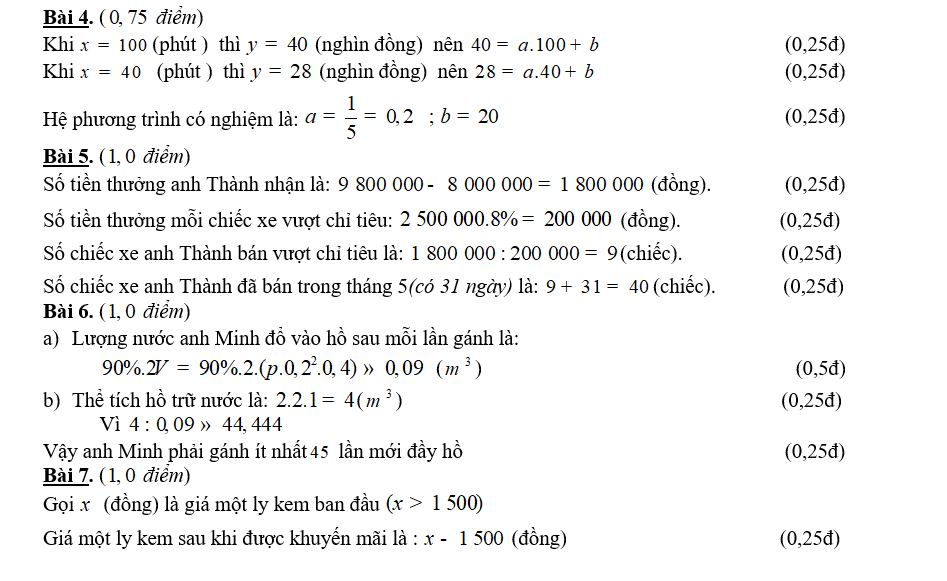 Bài 4. ( 0, 75 điểm)
Khi x = 100 (phút ) thì y = 40 (nghìn đồng) nên 40 = a.100 + b (0,25đ)
Khi x = 40 (phút ) thì y = 28 (nghìn đồng) nên 28 = a.40 + b (0,25đ)
Hệ phương trình có nghiệm là: a = 1/5 = 0,2 ; b = 20 (0,25đ)
Bài 5. (1, 0 điểm)
Số tiền thưởng anh Thành nhận là: 9 800 000 - 8 000 000 = 1 800 000 (đồng). (0,25đ)
Số tiền thưởng mỗi chiếc xe vượt chỉ tiêu: 2 500 000.8% = 200 000 (đồng). (0,25đ)
Số chiếc xe anh Thành bán vượt chỉ tiêu là: 1 800 000 : 200 000 = 9 (chiếc). (0,25đ)
Số chiếc xe anh Thành đã bán trong tháng 5(có 31 ngày) là: 9 + 31 = 40 (chiếc). (0,25đ)
Bài 6. (1, 0 điểm)
a) Lượng nước anh Minh đổ vào hồ sau mỗi lần gánh là:
90%.2V = 90%.2.(p.0, 2².0, 4) » 0,09 (m³) (0,5đ)
b) Thể tích hồ trữ nước là: 2.2.1 = 4(m³) (0,25đ)
Vì 4 : 0,09 » 44, 444
Vậy anh Minh phải gánh ít nhất 45 lần mới đầy hồ (0,25đ)
Bài 7. (1, 0 điểm)
Gọi x (đồng) là giá một ly kem ban đầu (x > 1 500)
Giá một ly kem sau khi được khuyến mãi là : x - 1 500 (đồng) (0,25đ)